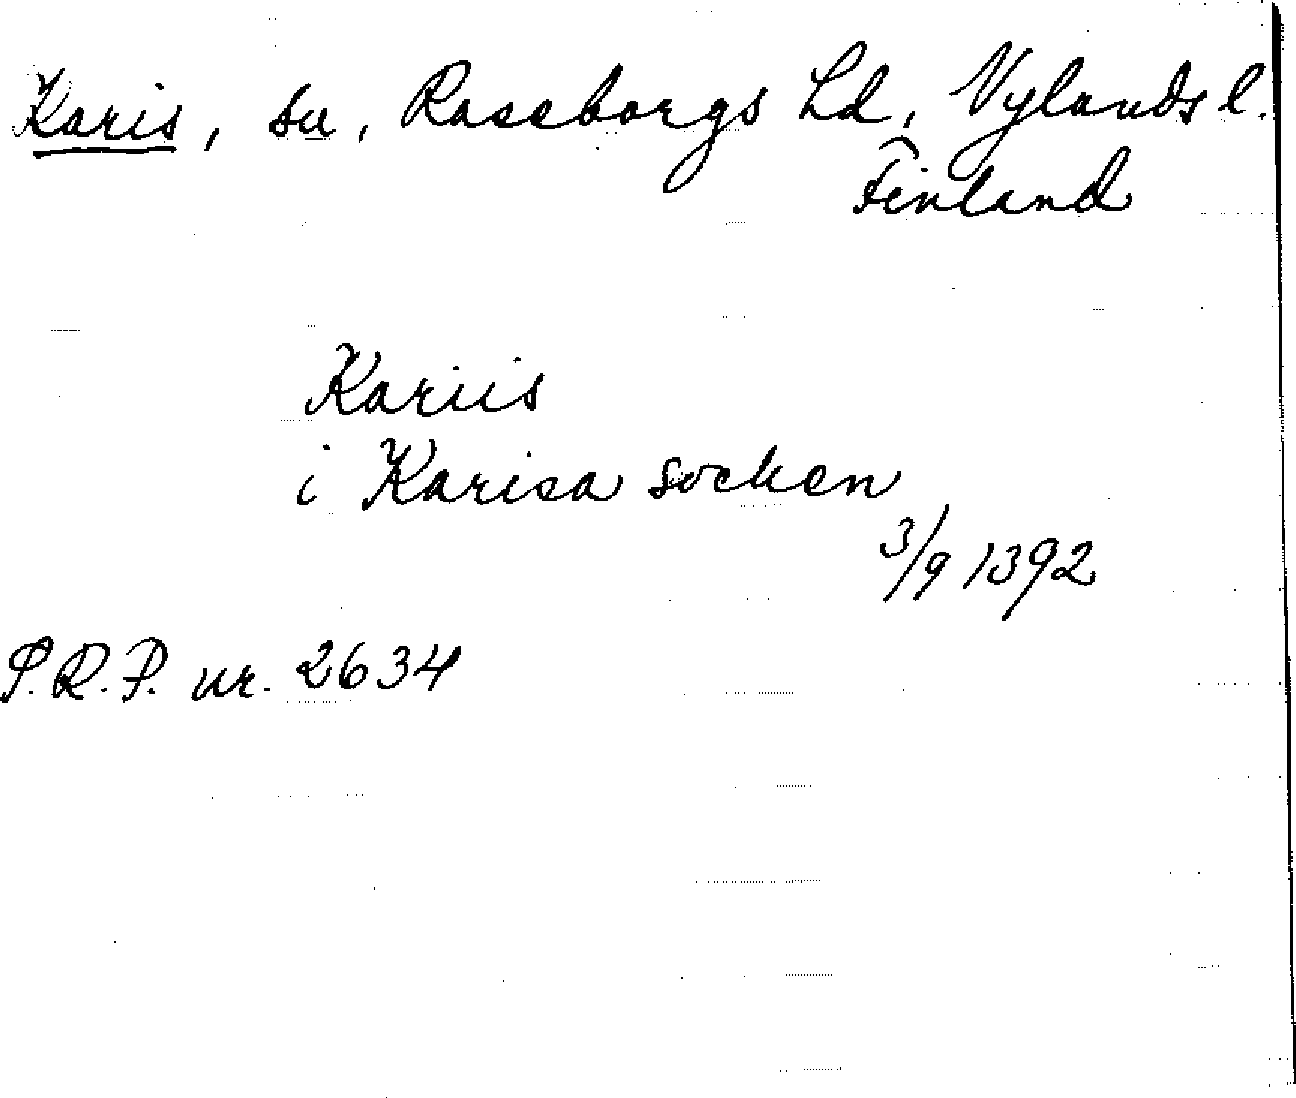 Karis, sn, Raseborgs hd, Nylands l.
Finland
Kariis
i Karisa socken
3/9 1392
S.R.P. nr. 2634